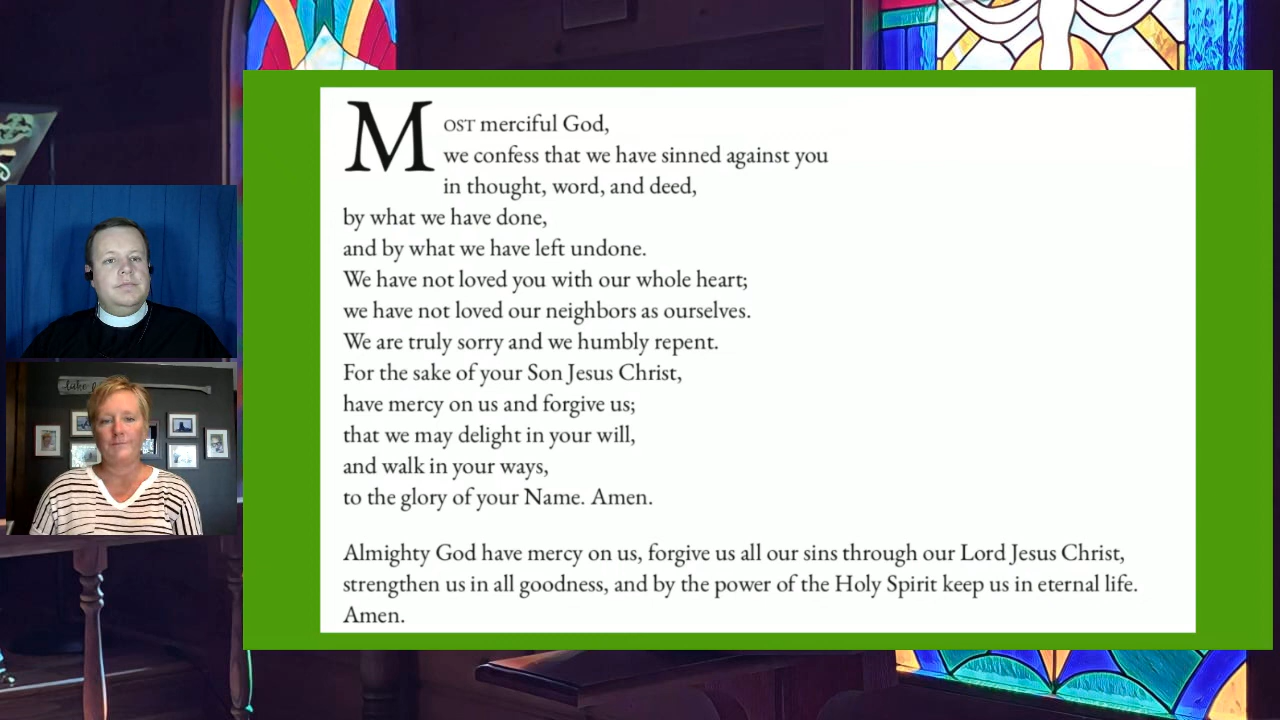 MOST merciful God,
we confess that we have sinned against you
in thought, word, and deed,
by what we have done,
and by what we have left undone.
We have not loved you with our whole heart;
we have not loved our neighbors as ourselves.
We are truly sorry and we humbly repent.
For the sake of your Son Jesus Christ,
have mercy on us and forgive us;
that we may delight in your will,
and walk in your ways,
to the glory of your Name. Amen.
Almighty God have mercy on us, forgive us all our sins through our Lord Jesus Christ,
strengthen us in all goodness, and by the power of the Holy Spirit keep us in eternal life.
Amen.